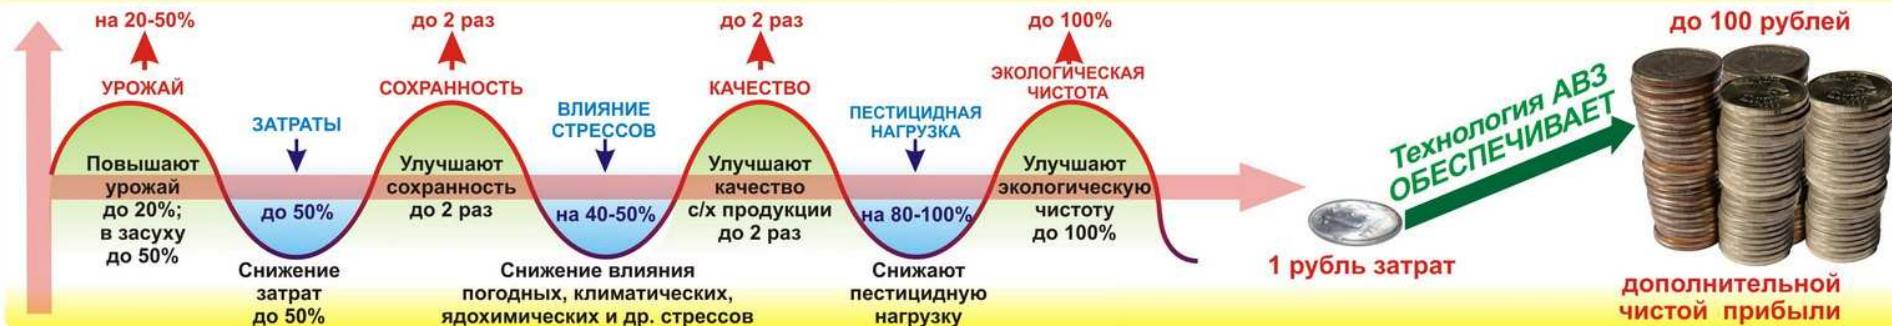 на 20-50%
УРОЖАЙ
Повышают
урожай
до 20%;
в засуху
до 50%
ЗАТРАТЫ
до 50%
Снижение
затрат
до 50%
до 2 раз
СОХРАННОСТЬ
Улучшают
сохранность
до 2 раз
ВЛИЯНИЕ
СТРЕССОВ
на 40-50%
Снижение влияния
погодных, климатических,
ядохимических и др. стрессов
до 2 раз
КАЧЕСТВО
Улучшают
качество
с/х продукции
до 2 раз
ПЕСТИЦИДНАЯ
НАГРУЗКА
на 80-100%
Снижают
пестицидную
нагрузку
до 100%
ЭКОЛОГИЧЕСКАЯ
ЧИСТОТА
Улучшают
экологическую
чистоту
до 100%
1 рубль затрат
Технология АВЗ
ОБЕСПЕЧИВАЕТ
до 100 рублей
дополнительной
чистой прибыли